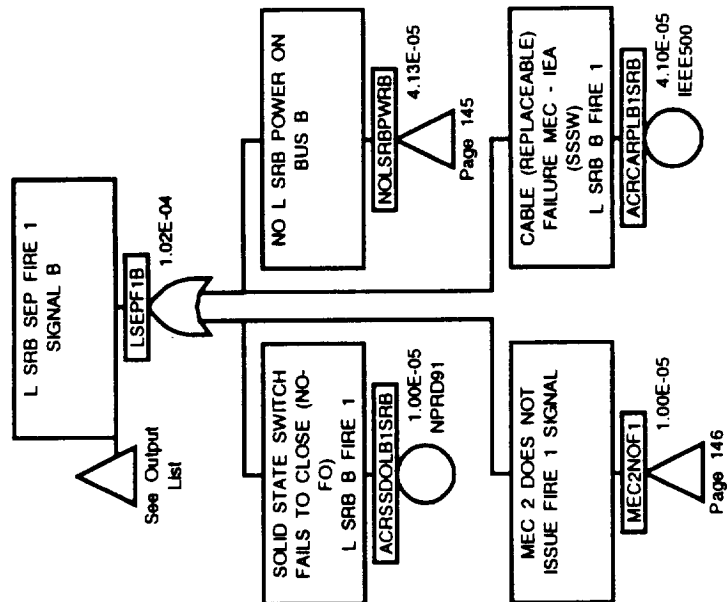 L SRB SEP FIRE 1
SIGNAL B
LSEPF1B
1.02E-04
See Output
List
SOLID STATE SWITCH
FAILS TO CLOSE (NO-
FO)
L SRB B FIRE 1
ACRSSDOLB1SRB
1.00E-05
NPRD91
NO L SRB POWER ON
BUS B
NOLSRBPWRB
4.13E-05
Page 145
MEC 2 DOES NOT
ISSUE FIRE 1 SIGNAL
MEC2NOF1
1.00E-05
Page 146
CABLE (REPLACEABLE)
FAILURE MEC - IEA
(SSSW)
L SRB B FIRE 1
ACRCARPLB1SRB
4.10E-05
IEEE500